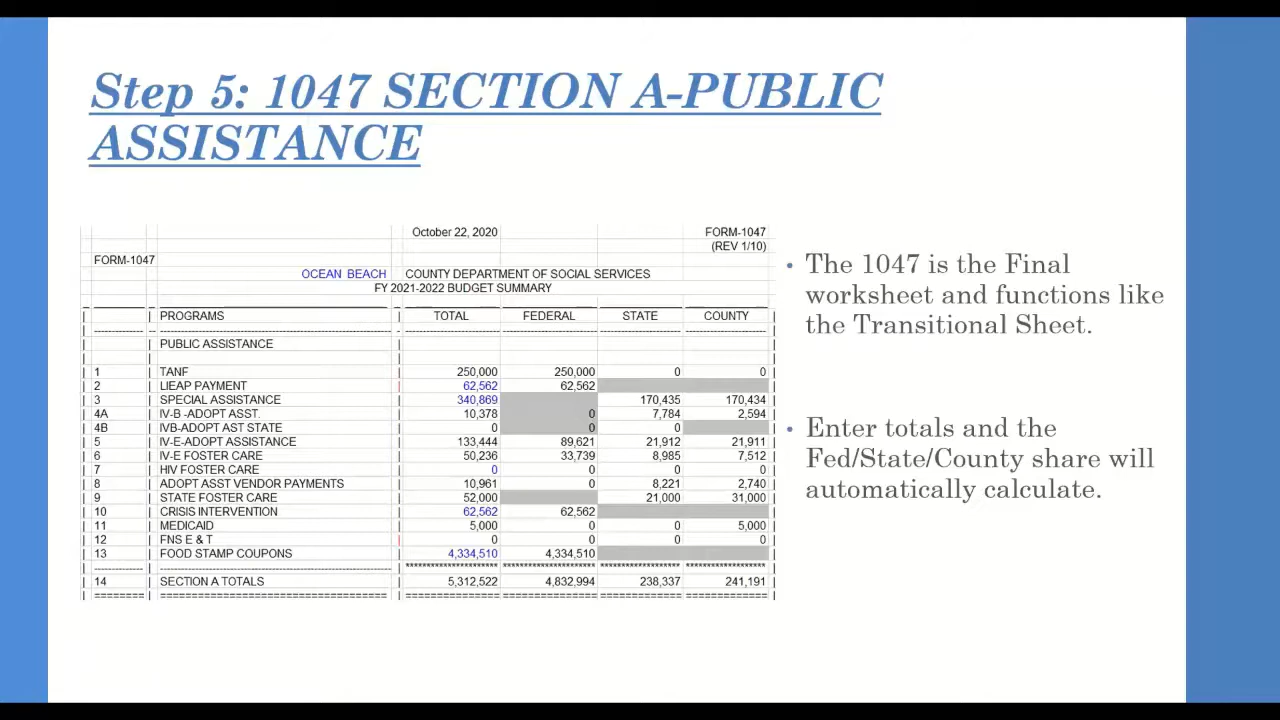 Step 5: 1047 SECTION A-PUBLIC
ASSISTANCE
October 22, 2020 FORM-1047
(REV 1/10)
FORM-1047
OCEAN BEACH COUNTY DEPARTMENT OF SOCIAL SERVICES
FY 2021-2022 BUDGET SUMMARY
PROGRAMS TOTAL FEDERAL STATE COUNTY
PUBLIC ASSISTANCE
1 TANF 250,000 250,000 0 0
2 LIEAP PAYMENT 62,562 62,562
3 SPECIAL ASSISTANCE 340,869 170,435 170,434
4A IV-B -ADOPT ASST. 10,378 0 7,784 2,594
4B IVB-ADOPT AST STATE 0 0 0
5 IV-E-ADOPT ASSISTANCE 133,444 89,621 21,912 21,911
6 IV-E FOSTER CARE 50,236 33,739 8,985 7,512
7 HIV FOSTER CARE 0 0 0 0
8 ADOPT ASST VENDOR PAYMENTS 10,961 0 8,221 2,740
9 STATE FOSTER CARE 52,000 21,000 31,000
10 CRISIS INTERVENTION 62,562 62,562
11 MEDICAID 5,000 0 0 5,000
12 FNS E & T 0 0 0 0
13 FOOD STAMP COUPONS 4,334,510 4,334,510
14 SECTION A TOTALS 5,312,522 4,832,994 238,337 241,191
• The 1047 is the Final
worksheet and functions like
the Transitional Sheet.
• Enter totals and the
Fed/State/County share will
automatically calculate.